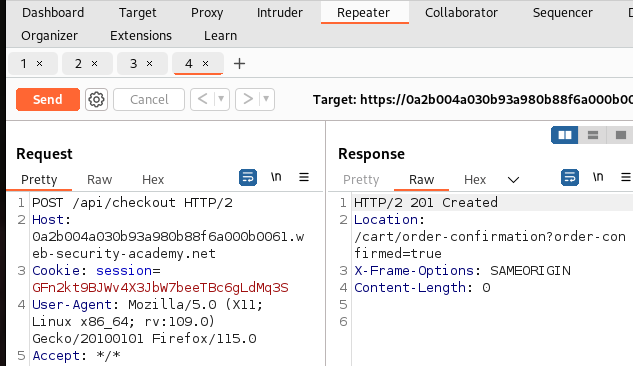 Dashboard Target Proxy Intruder Repeater Collaborator Sequencer
Organizer Extensions Learn
1 × 2 × 3 × 4 × +
Send Cancel < > Target: https://0a2b004a030b93a980b88f6a000b00
Request
Pretty Raw Hex \n
1 POST /api/checkout HTTP/2
2 Host:
0a2b004a030b93a980b88f6a000b0061.w
eb-security-academy.net
3 Cookie: session=
GFn2kt9BJWv4X3JbW7beeTBc6gLdMq3S
4 User-Agent: Mozilla/5.0 (X11;
Linux x86_64; rv:109.0)
Gecko/20100101 Firefox/115.0
5 Accept: */*
Response
Pretty Raw Hex \n
1 HTTP/2 201 Created
2 Location:
/cart/order-confirmation?order-con
firmed=true
3 X-Frame-Options: SAMEORIGIN
4 Content-Length: 0
5
6